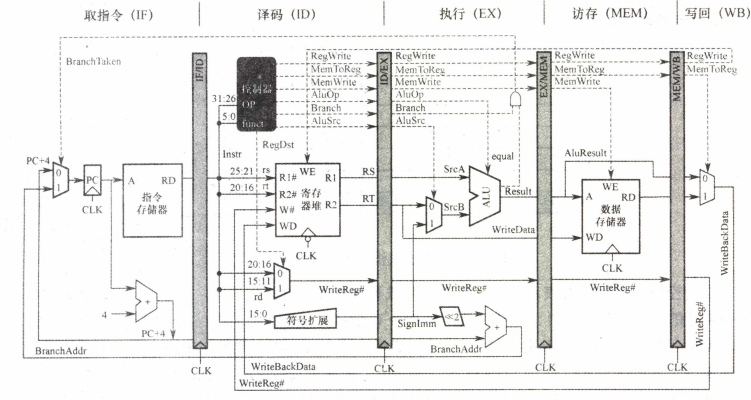 取指令（IF）
译码（ID）
执行（EX）
访存（MEM）
写回（WB）
BranchTaken
IF/ID
控制器
31:26
OP
5:0
funct
RegWrite
MemToReg
MemWrite
AluOp
Branch
AluSrc
ID/EX
RegWrite
MemToReg
MemWrite
AluOp
Branch
AluSrc
EX/MEM
RegWrite
MemToReg
MemWrite
MEM/WB
RegWrite
MemToReg
RegDst
Instr
equal
PC+4
0
1
PC
CLK
A
RD
指令
存储器
25:21
rs
20:16
rt
WE
R1#
R1
R2#
寄存
器堆
R2
W#
WD
CLK
RS
RT
0
1
SrcA
SrcB
ALU
Result
WriteData
AluResult
WE
A
RD
数据
存储器
WD
CLK
0
1
WriteBackData
20:16
0
15:11
1
rd
WriteReg#
WriteReg#
WriteReg#
WriteReg#
15:0
符号扩展
SignImm
≪2
+
+
4
PC+4
BranchAddr
BranchAddr
WriteBackData
WriteReg#
CLK
CLK
CLK
CLK